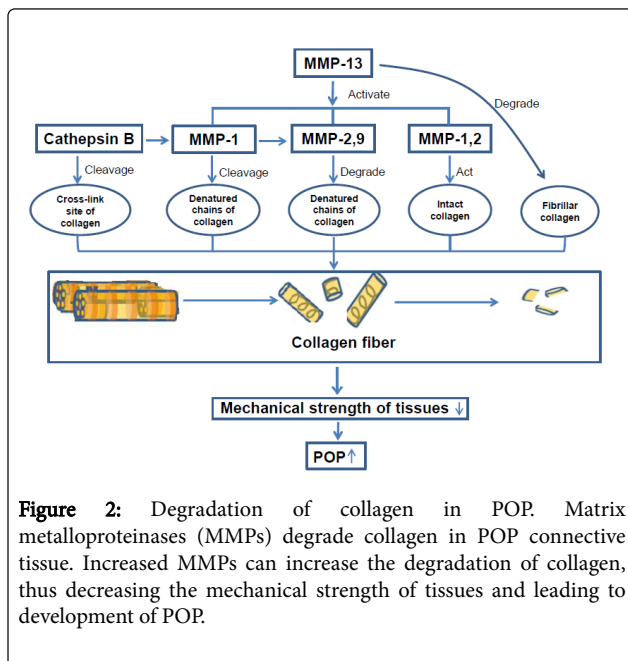 MMP-13
Activate
Degrade
Cathepsin B
MMP-1
MMP-2,9
MMP-1,2
Cleavage
Cleavage
Degrade
Act
Cross-link
site of
collagen
Denatured
chains of
collagen
Denatured
chains of
collagen
Intact
collagen
Fibrillar
collagen
Collagen fiber
Mechanical strength of tissues ↓
POP↑
Figure 2: Degradation of collagen in POP. Matrix
metalloproteinases (MMPs) degrade collagen in POP connective
tissue. Increased MMPs can increase the degradation of collagen,
thus decreasing the mechanical strength of tissues and leading to
development of POP.